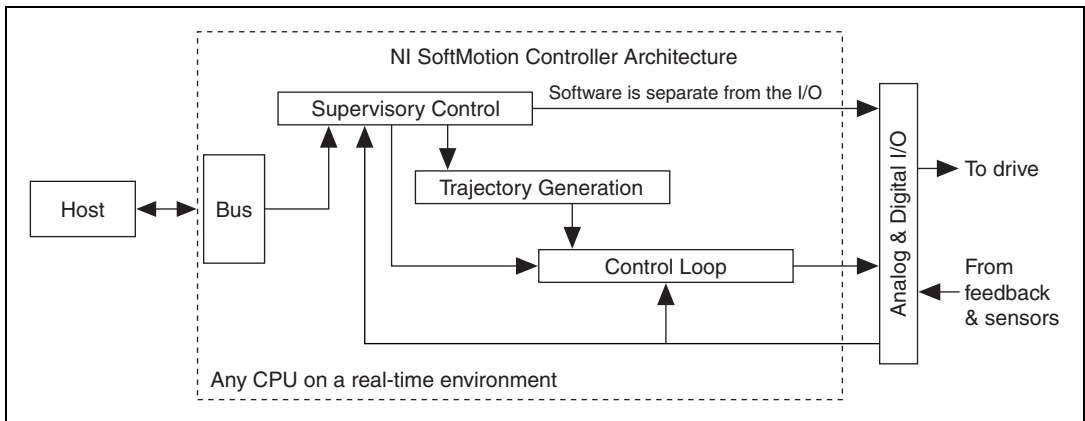 NI SoftMotion Controller Architecture
Software is separate from the I/O
Supervisory Control
Trajectory Generation
Host
Bus
Control Loop
Analog & Digital I/O
To drive
From
feedback
& sensors
Any CPU on a real-time environment